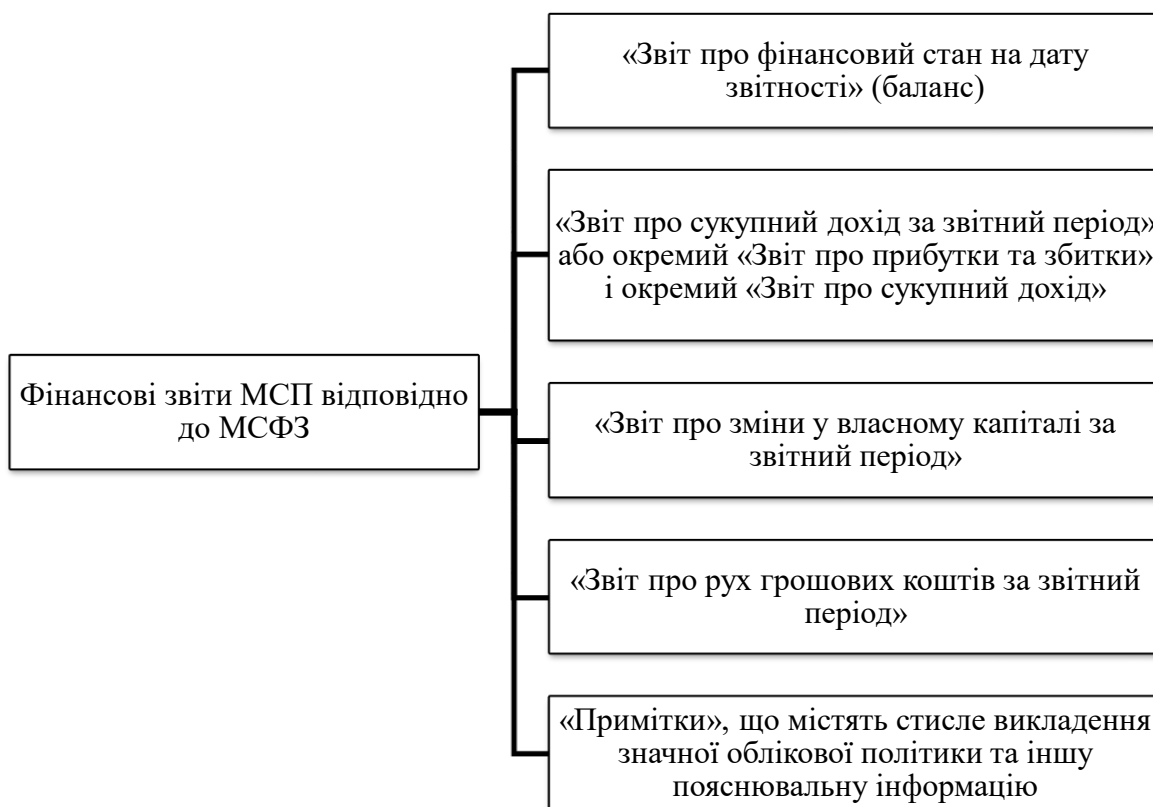 «Звіт про фінансовий стан на дату
звітності» (баланс)
«Звіт про сукупний дохід за звітний період»
або окремий «Звіт про прибутки та збитки»
і окремий «Звіт про сукупний дохід»
Фінансові звіти МСП відповідно
до МСФЗ
«Звіт про зміни у власному капіталі за
звітний період»
«Звіт про рух грошових коштів за звітний
період»
«Примітки», що містять стисле викладення
значної облікової політики та іншу
пояснювальну інформацію